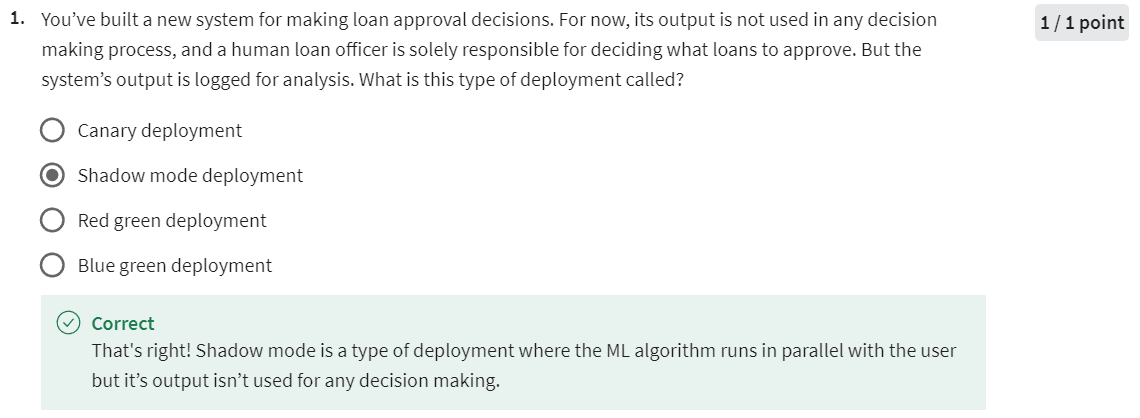 1. You've built a new system for making loan approval decisions. For now, its output is not used in any decision
1 / 1 point
making process, and a human loan officer is solely responsible for deciding what loans to approve. But the
system's output is logged for analysis. What is this type of deployment called?
Canary deployment
Shadow mode deployment
Red green deployment
Blue green deployment
Correct
That's right! Shadow mode is a type of deployment where the ML algorithm runs in parallel with the user
but it's output isn't used for any decision making.